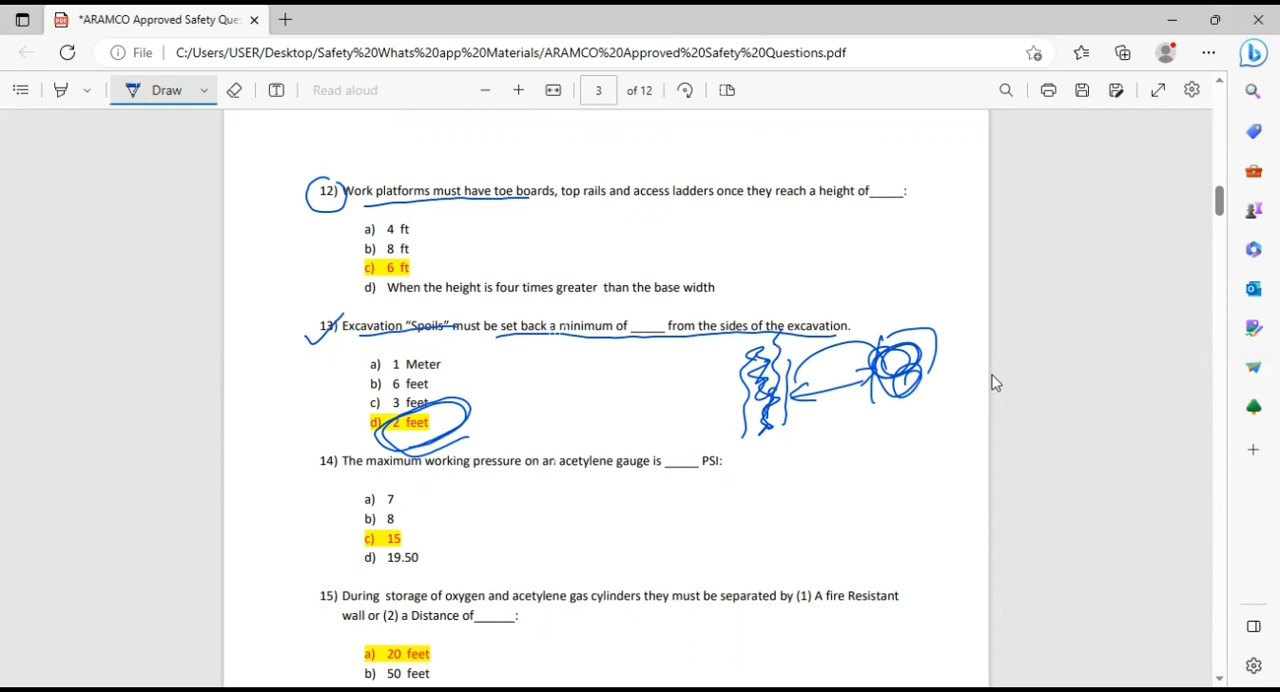 *ARAMCO Approved Safety Que
File
C:/Users/USER/Desktop/Safety%20Whats%20app%20Materials/ARAMCO%20Approved%20Safety%20Questions.pdf
Draw
Read aloud
3 of 12
12) Work platforms must have toe boards, top rails and access ladders once they reach a height of_____:
a) 4 ft
b) 8 ft
c) 6 ft
d) When the height is four times greater than the base width
13) Excavation “Spoils” must be set back a minimum of _____ from the sides of the excavation.
a) 1 Meter
b) 6 feet
c) 3 feet
d) 2 feet
14) The maximum working pressure on an acetylene gauge is _____ PSI:
a) 7
b) 8
c) 15
d) 19.50
15) During storage of oxygen and acetylene gas cylinders they must be separated by (1) A fire Resistant
wall or (2) a Distance of______:
a) 20 feet
b) 50 feet